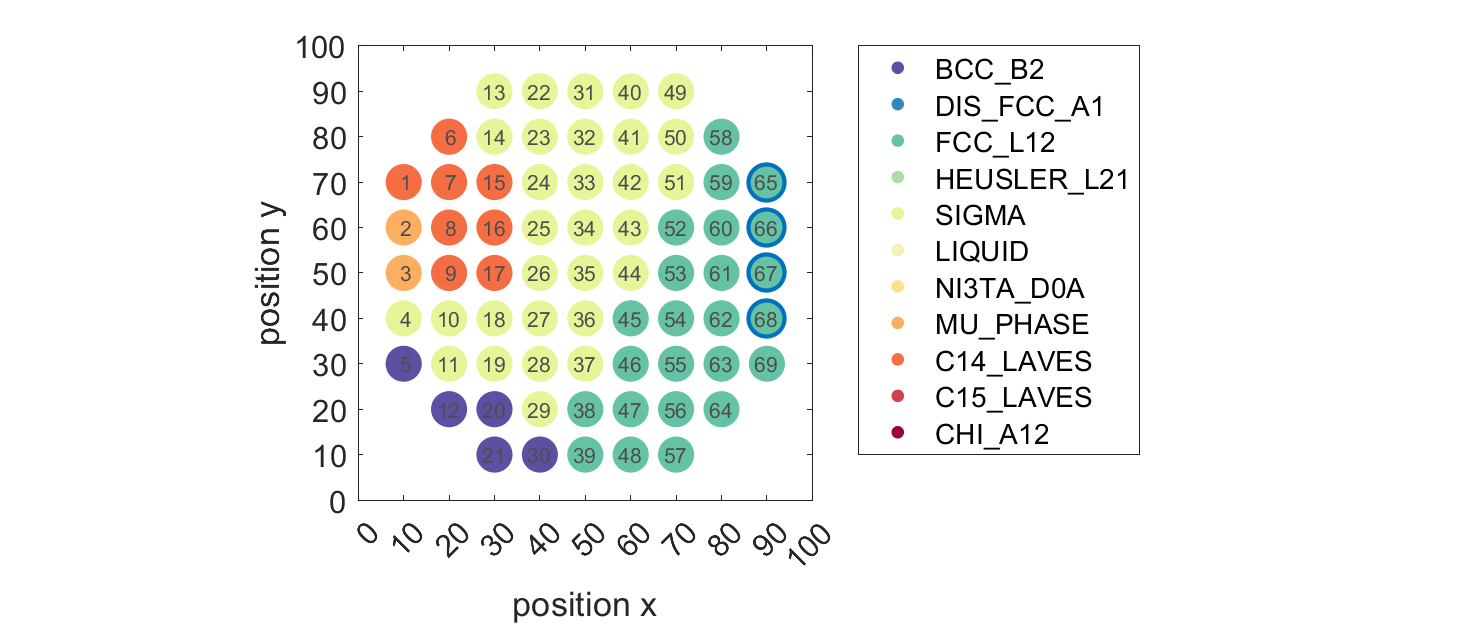 100
90
80
70
60
50
40
30
20
10
0
position y
13 22 31 40 49
6 14 23 32 41 50 58
1 7 15 24 33 42 51 59 65
2 8 16 25 34 43 52 60 66
3 9 17 26 35 44 53 61 67
4 10 18 27 36 45 54 62 68
5 11 19 28 37 46 55 63 69
12 20 29 38 47 56 64
21 30 39 48 57
0 10 20 30 40 50 60 70 80 90 100
position x
BCC_B2
DIS_FCC_A1
FCC_L12
HEUSLER_L21
SIGMA
LIQUID
NI3TA_D0A
MU_PHASE
C14_LAVES
C15_LAVES
CHI_A12